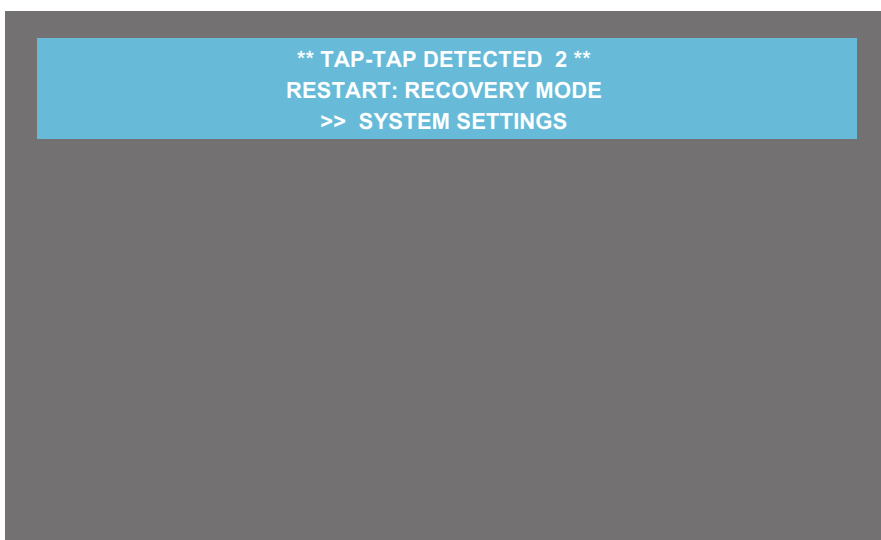 ** TAP-TAP DETECTED  2 **
RESTART: RECOVERY MODE
>>  SYSTEM SETTINGS